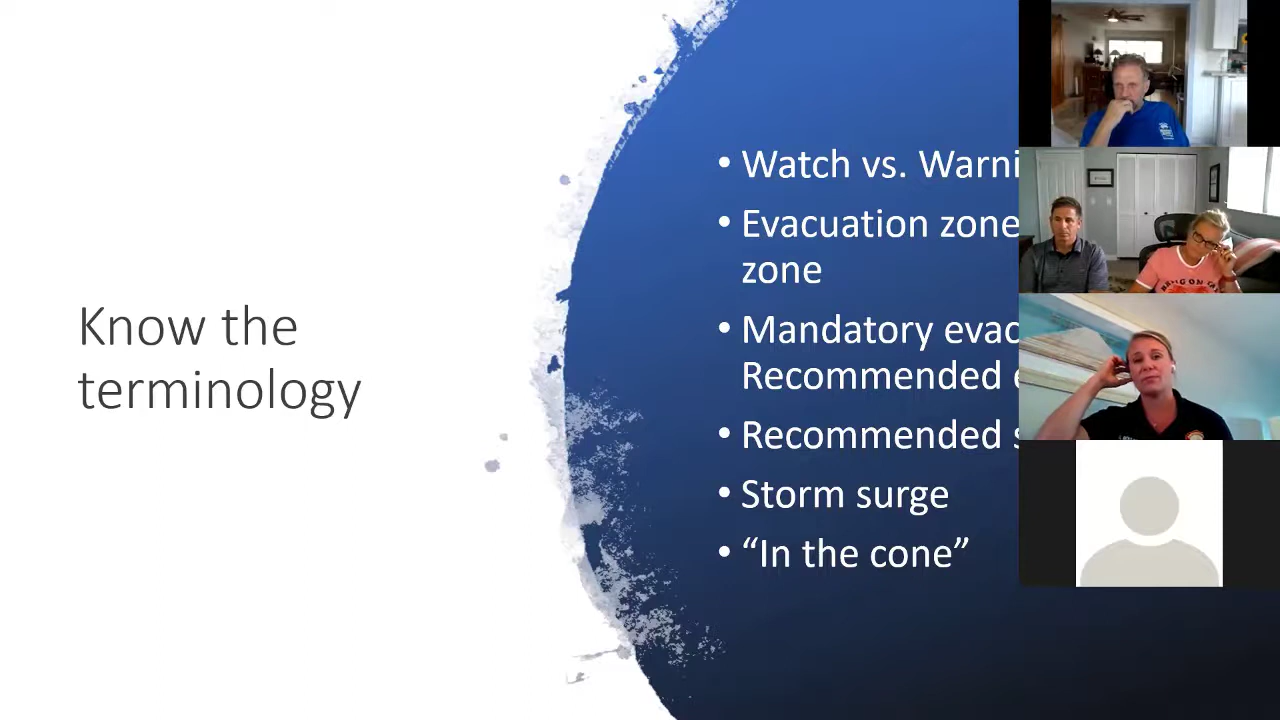 Know the
terminology
• Watch vs. Warni
• Evacuation zone
zone
• Mandatory evac
Recommended
• Recommended
• Storm surge
• “In the cone”